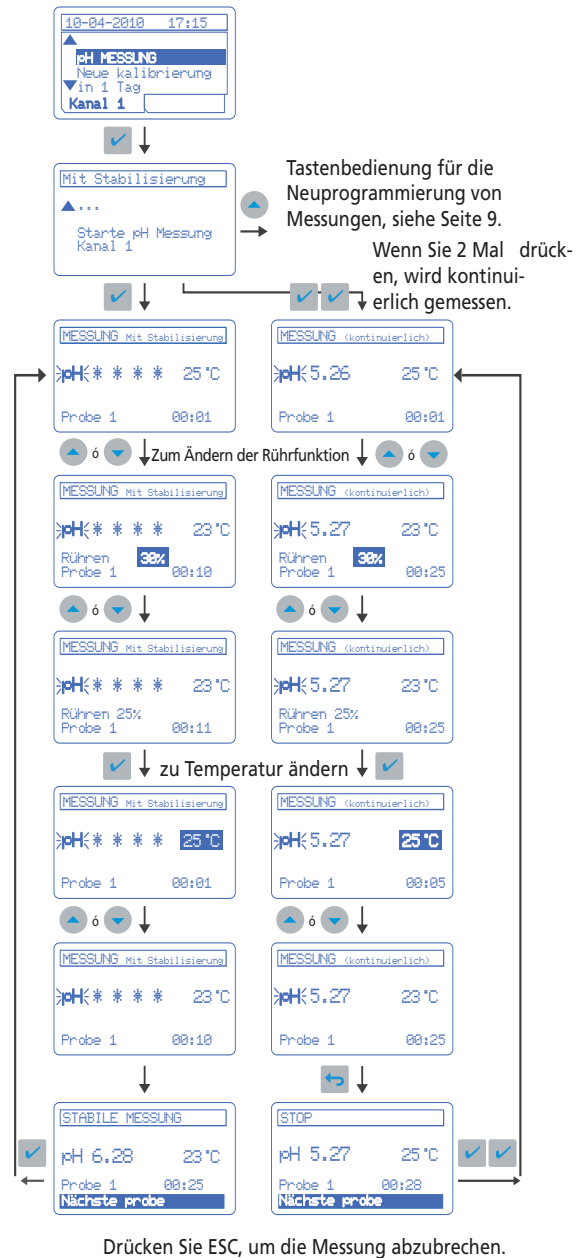 10-04-2010 17:15
pH MESSUNG
Neue kalibrierung
in 1 Tag
Kanal 1
Mit Stabilisierung
...
Starte pH Messung
Kanal 1
Tastenbedienung für die
Neuprogrammierung von
Messungen, siehe Seite 9.
Wenn Sie 2 Mal drück-
en, wird kontinui-
erlich gemessen.
MESSUNG Mit Stabilisierung
pH * * * * 25°C
Probe 1 00:01
MESSUNG (kontinuierlich)
pH 5.26 25°C
Probe 1 00:01
ó
Zum Ändern der Rührfunktion
ó
MESSUNG Mit Stabilisierung
pH * * * * 23°C
Rühren 30%
Probe 1 00:10
MESSUNG (kontinuierlich)
pH 5.27 23°C
Rühren 30%
Probe 1 00:25
ó
ó
MESSUNG Mit Stabilisierung
pH * * * * 23°C
Rühren 25%
Probe 1 00:11
MESSUNG (kontinuierlich)
pH 5.27 23°C
Rühren 25%
Probe 1 00:25
zu Temperatur ändern
MESSUNG Mit Stabilisierung
pH * * * * 25°C
Probe 1 00:01
MESSUNG (kontinuierlich)
pH 5.27 25°C
Probe 1 00:05
ó
ó
MESSUNG Mit Stabilisierung
pH * * * * 23°C
Probe 1 00:10
MESSUNG (kontinuierlich)
pH 5.27 23°C
Probe 1 00:25
STABILE MESSUNG
pH 6.28 23°C
Probe 1 00:25
Nächste probe
STOP
pH 5.27 25°C
Probe 1 00:28
Nächste probe
Drücken Sie ESC, um die Messung abzubrechen.